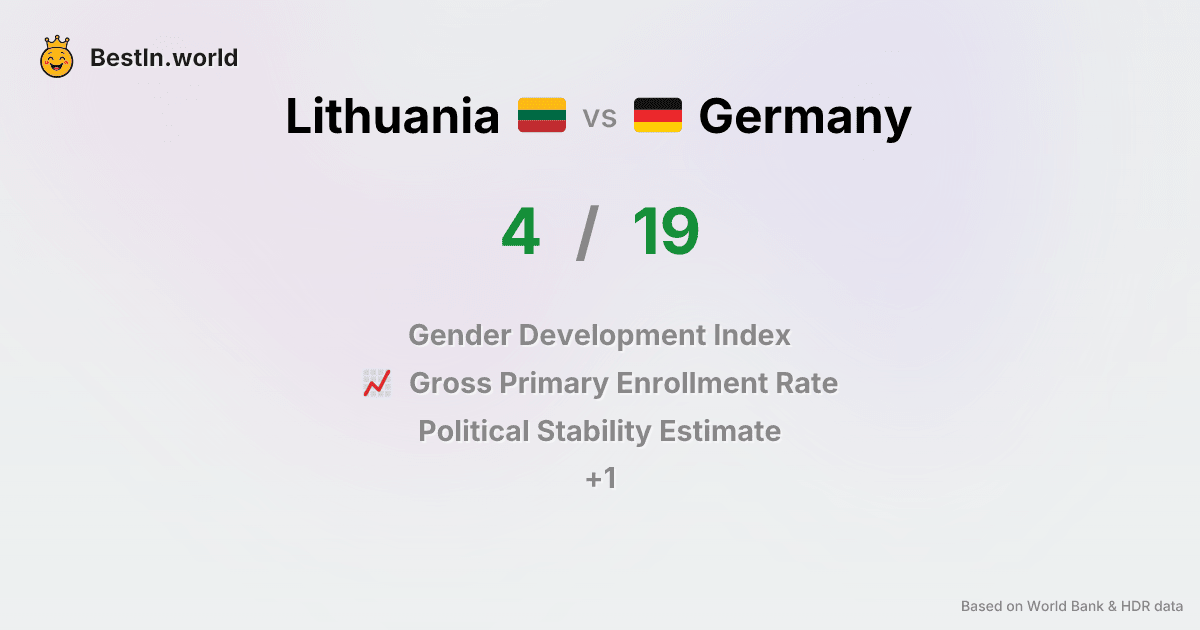 BestIn.world
Lithuania vs Germany
4 / 19
Gender Development Index
Gross Primary Enrollment Rate
Political Stability Estimate
+1
Based on World Bank & HDR data